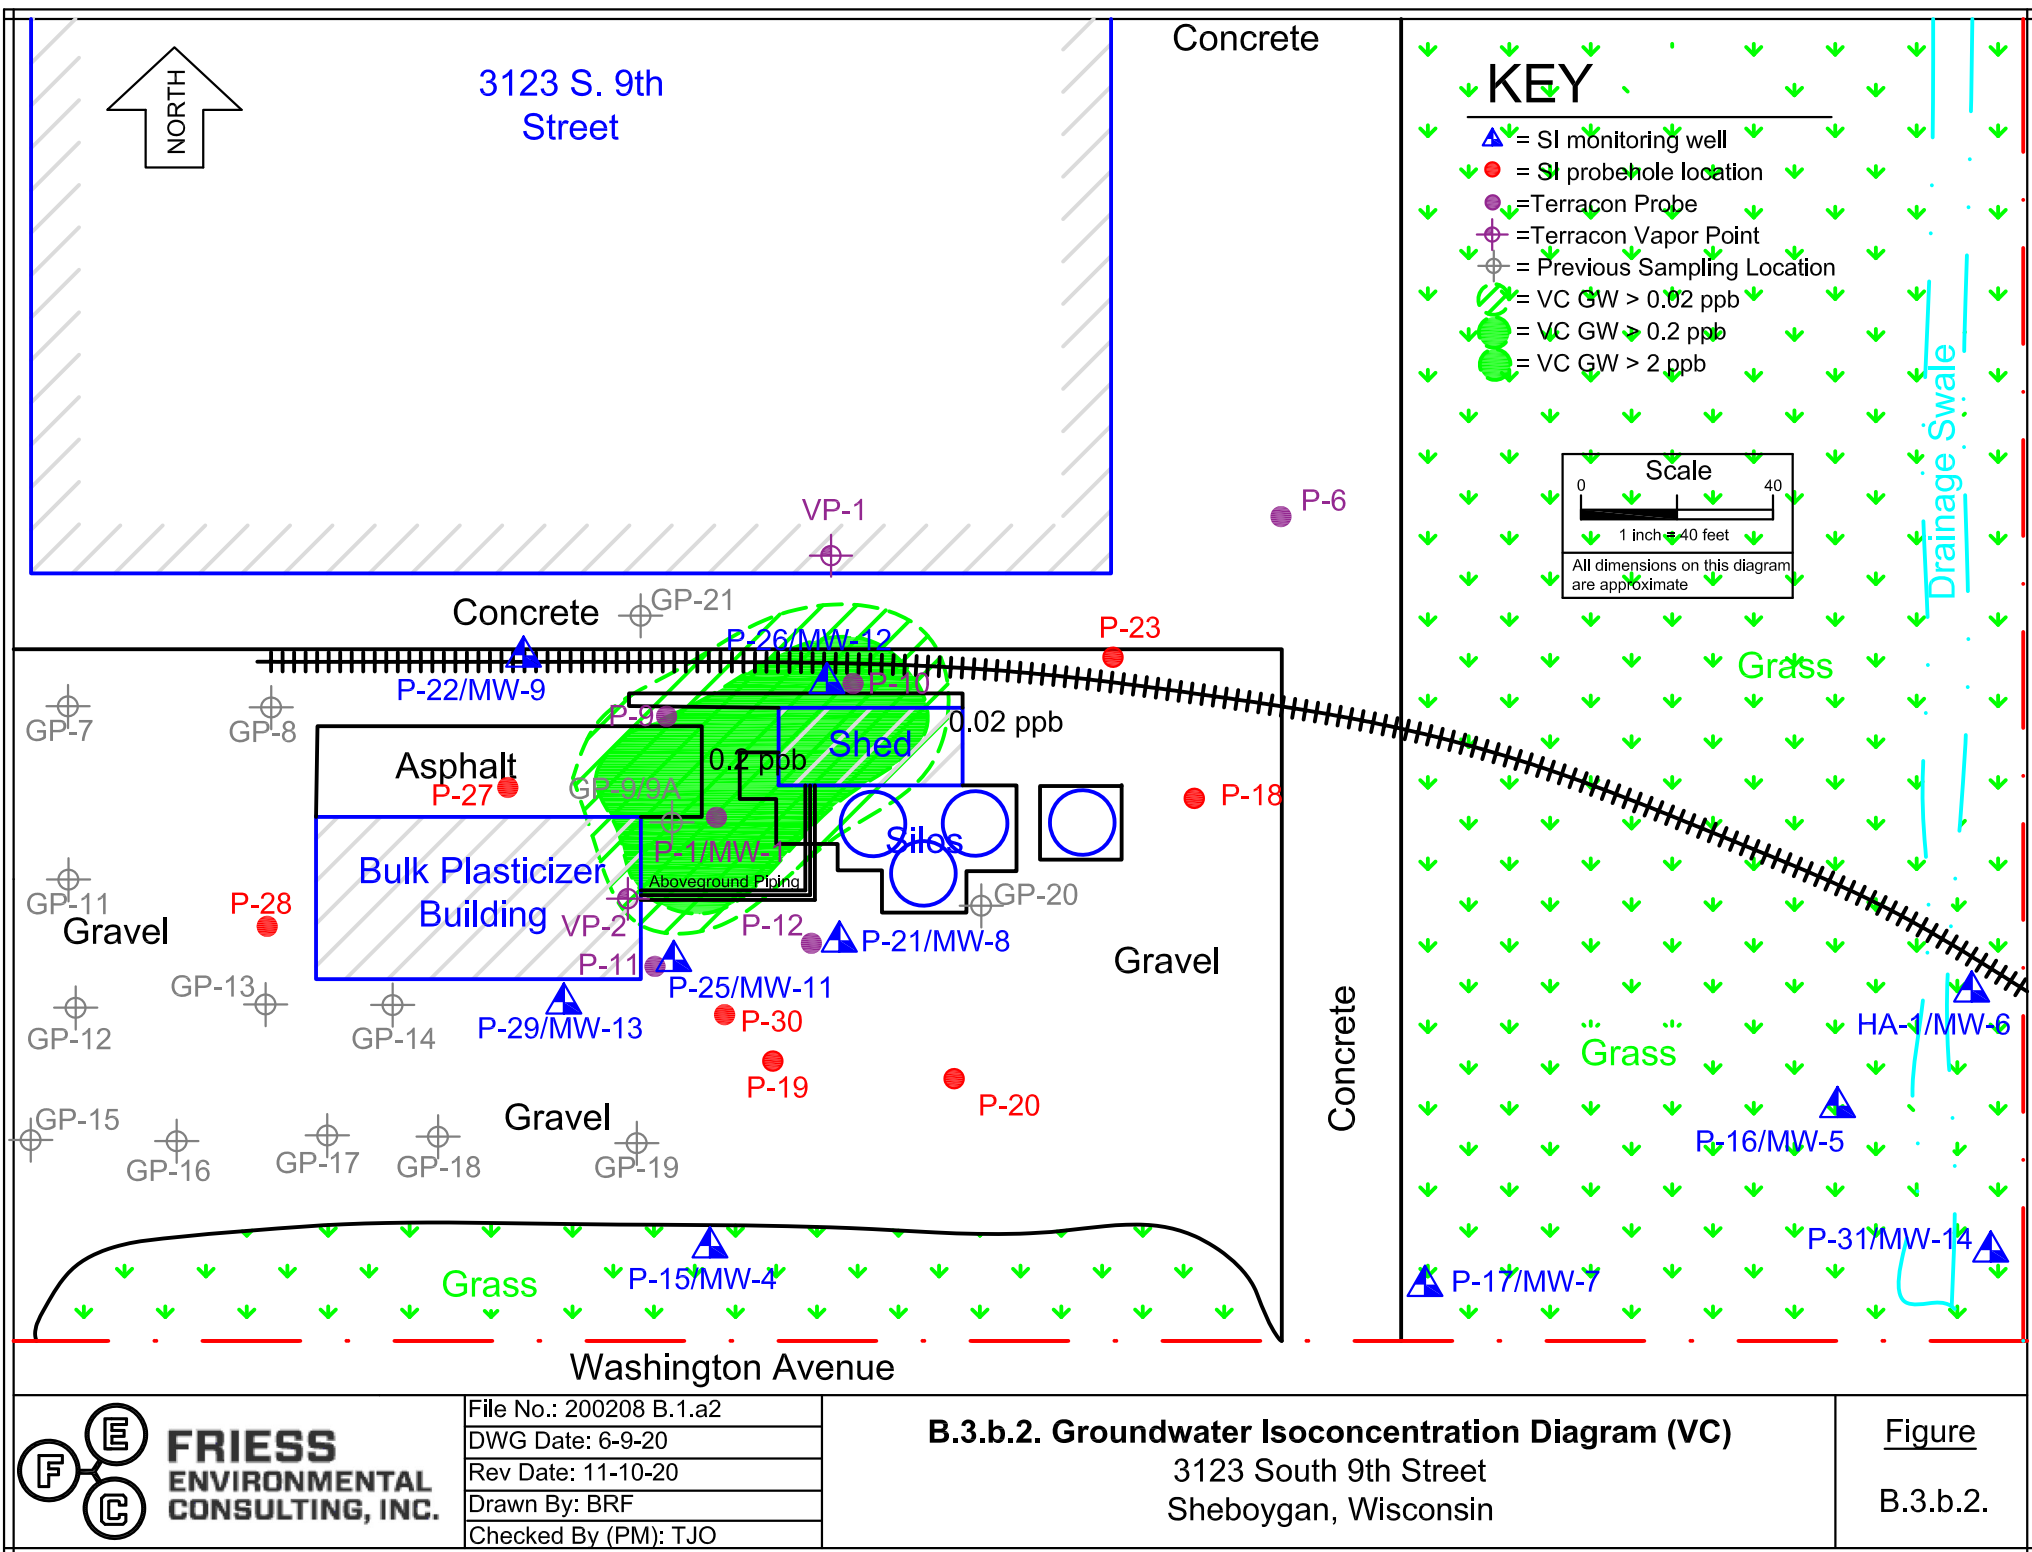 Concrete
NORTH
3123 S. 9th
Street
KEY
= SI monitoring well
= SI probehole location
=Terracon Probe
=Terracon Vapor Point
= Previous Sampling Location
= VC GW > 0.02 ppb
= VC GW > 0.2 ppb
= VC GW > 2 ppb
Drainage Swale
Scale
0 40
1 inch = 40 feet
All dimensions on this diagram
are approximate
VP-1
P-6
GP-21
Concrete
P-26/MW-12
P-23
Grass
P-22/MW-9
P-10
GP-7
GP-8
P-9
0.02 ppb
Shed
Asphalt
0.2 ppb
P-27
GP-9/9A
P-18
Silos
P-1/MW-1
Bulk Plasticizer
Building
Aboveground Piping
GP-11
P-28
GP-20
Gravel
VP-2
P-12
P-21/MW-8
Gravel
P-11
P-25/MW-11
GP-13
P-30
P-29/MW-13
GP-12
GP-14
Concrete
HA-1/MW-6
Grass
P-19
P-20
GP-15
Gravel
P-16/MW-5
GP-16
GP-17
GP-18
GP-19
P-31/MW-14
Grass
P-15/MW-4
P-17/MW-7
Washington Avenue
E
F
C
FRIESS
ENVIRONMENTAL
CONSULTING, INC.
File No.: 200208 B.1.a2
DWG Date: 6-9-20
Rev Date: 11-10-20
Drawn By: BRF
Checked By (PM): TJO
B.3.b.2. Groundwater Isoconcentration Diagram (VC)
3123 South 9th Street
Sheboygan, Wisconsin
Figure
B.3.b.2.